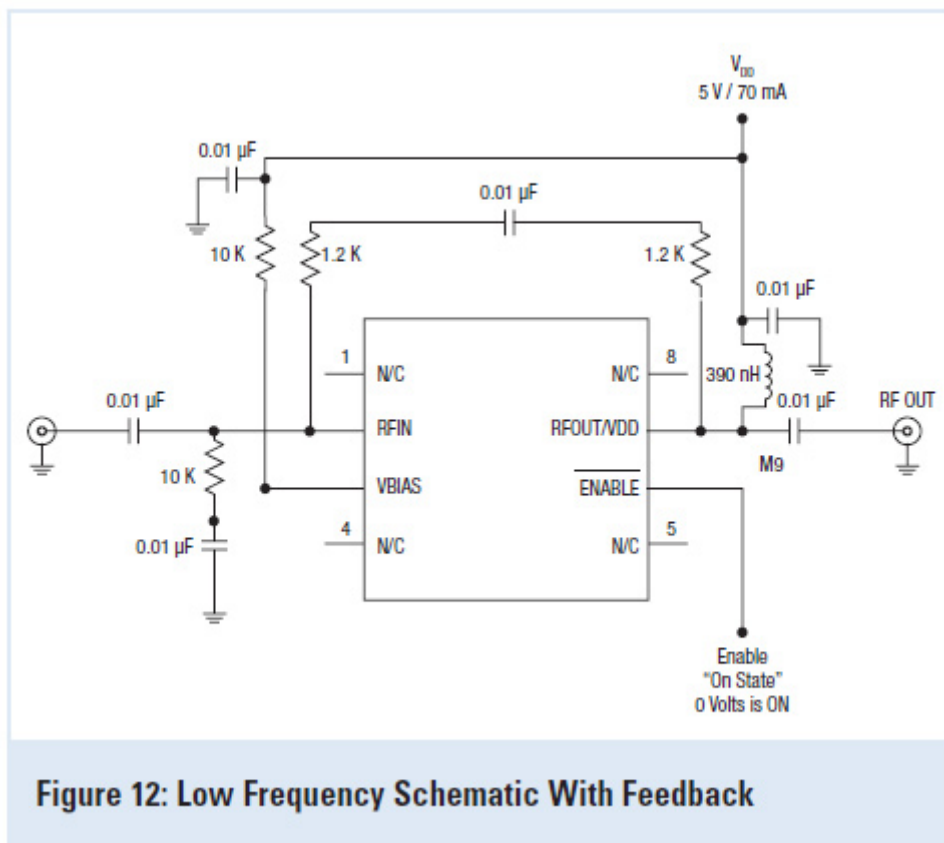 V_DD
5 V / 70 mA
0.01 µF
0.01 µF
10 K
1.2 K
1.2 K
0.01 µF
1
N/C
8
N/C
390 nH
0.01 µF
0.01 µF
RF OUT
RFIN
RFOUT/VDD
M9
10 K
VBIAS
ENABLE
4
N/C
5
N/C
0.01 µF
Enable
“On State”
0 Volts is ON
Figure 12: Low Frequency Schematic With Feedback